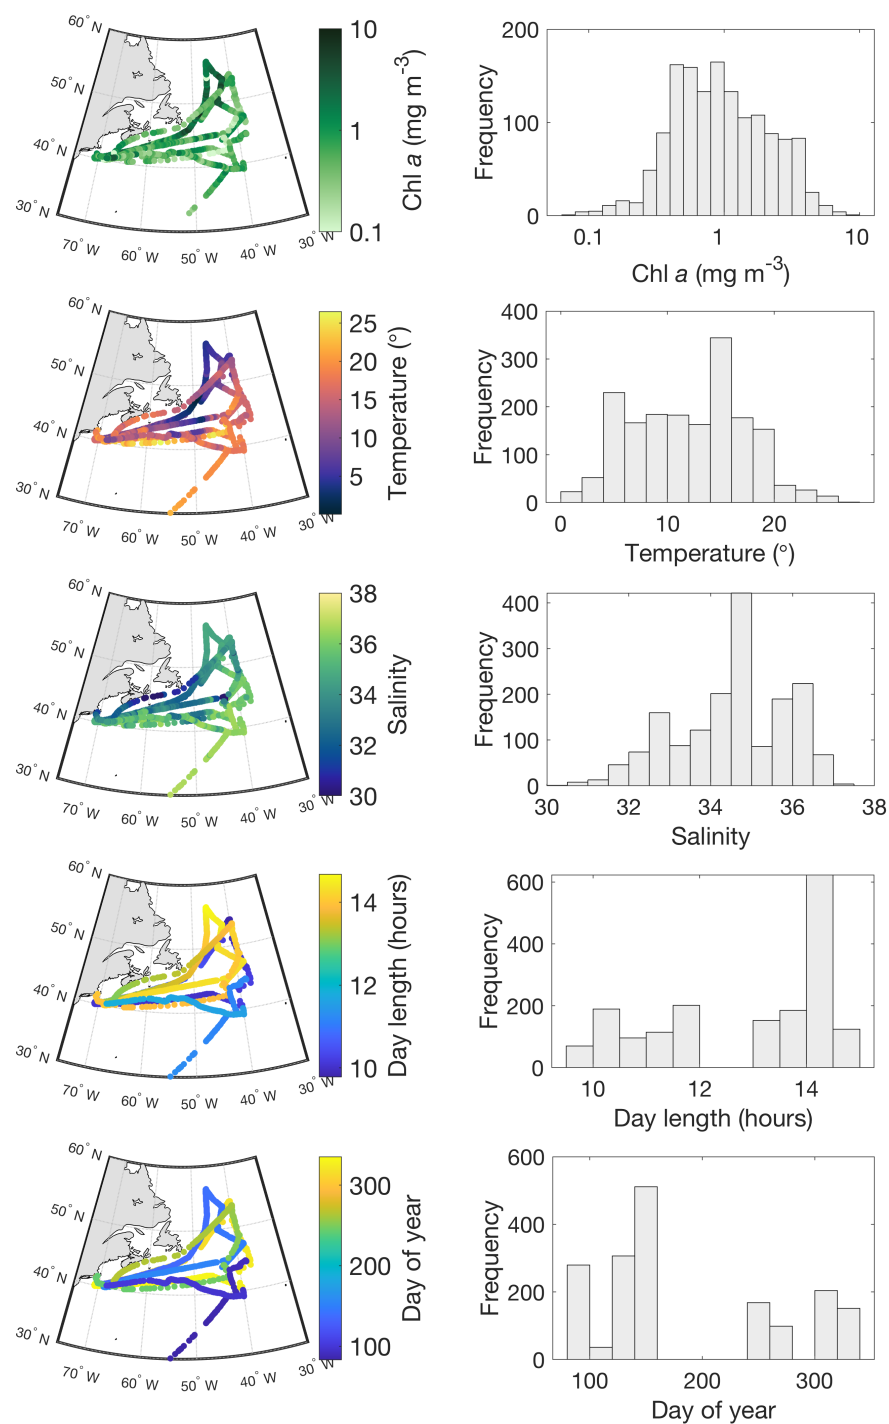 60° N
50° N
40° N
30° N
70° W
60° W
50° W
40° W
30° W
10
1
0.1
Chl a (mg m-3)
200
100
0
Frequency
0.1
1
10
Chl a (mg m-3)
60° N
50° N
40° N
30° N
70° W
60° W
50° W
40° W
30° W
25
20
15
10
5
Temperature (°)
400
300
200
100
0
Frequency
0
10
20
Temperature (°)
60° N
50° N
40° N
30° N
70° W
60° W
50° W
40° W
30° W
38
36
34
32
30
Salinity
400
300
200
100
0
Frequency
30
32
34
36
38
Salinity
60° N
50° N
40° N
30° N
70° W
60° W
50° W
40° W
30° W
14
12
10
Day length (hours)
600
400
200
0
Frequency
10
12
14
Day length (hours)
60° N
50° N
40° N
30° N
70° W
60° W
50° W
40° W
30° W
300
200
100
Day of year
600
400
200
0
Frequency
100
200
300
Day of year